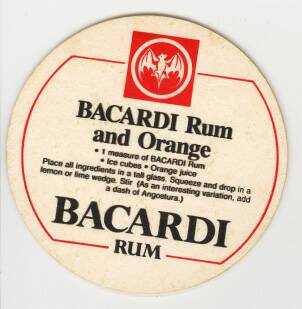 BACARDI Rum
and Orange
• 1 measure of BACARDI Rum
• Ice cubes • Orange juice
Place all ingredients in a tall glass. Squeeze and drop in a
lemon or lime wedge. Stir (As an interesting variation, add
a dash of Angostura.)
BACARDI
RUM